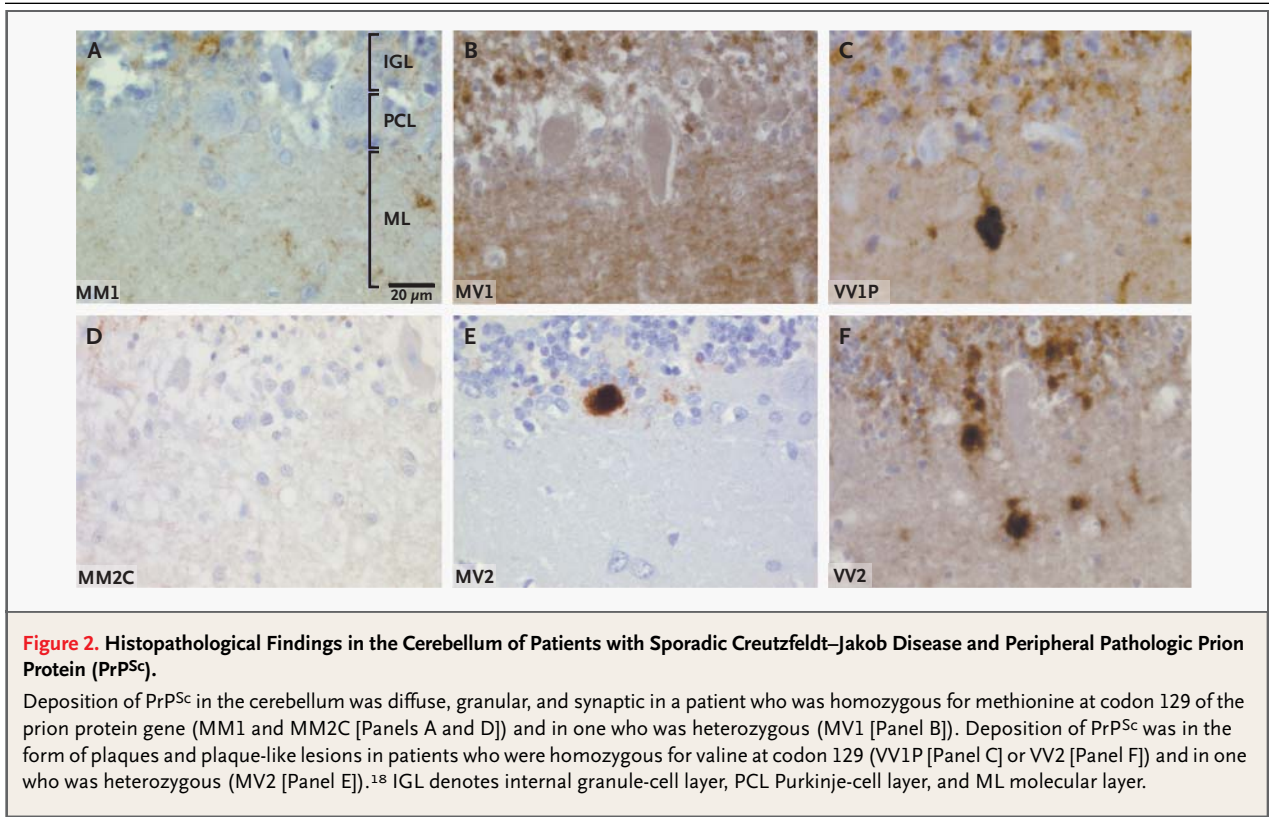 A
IGL
PCL
ML
20 µm
MM1
B
MV1
C
VV1P
D
MM2C
E
MV2
F
VV2
Figure 2. Histopathological Findings in the Cerebellum of Patients with Sporadic Creutzfeldt–Jakob Disease and Peripheral Pathologic Prion
Protein (PrPSc).
Deposition of PrPSc in the cerebellum was diffuse, granular, and synaptic in a patient who was homozygous for methionine at codon 129 of the
prion protein gene (MM1 and MM2C [Panels A and D]) and in one who was heterozygous (MV1 [Panel B]). Deposition of PrPSc was in the
form of plaques and plaque-like lesions in patients who were homozygous for valine at codon 129 (VV1P [Panel C] or VV2 [Panel F]) and in one
who was heterozygous (MV2 [Panel E]).18 IGL denotes internal granule-cell layer, PCL Purkinje-cell layer, and ML molecular layer.